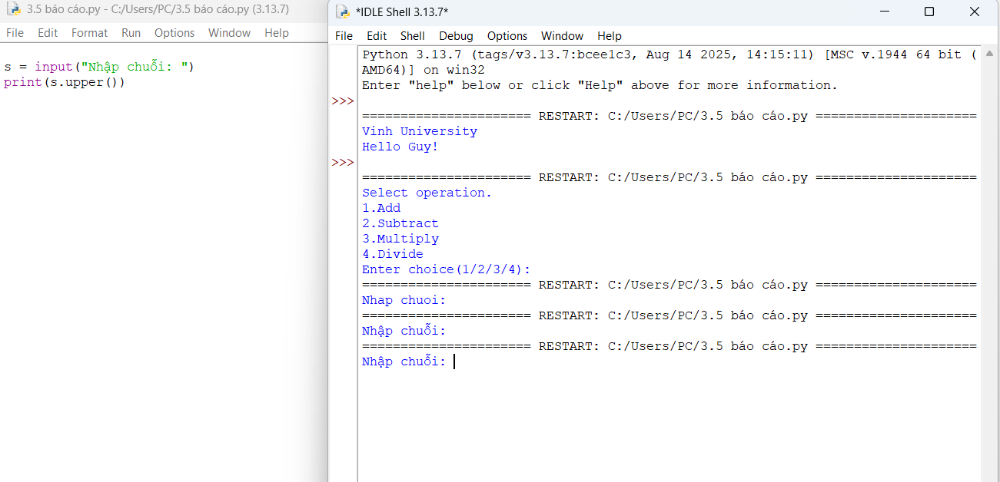 3.5 báo cáo.py - C:/Users/PC/3.5 báo cáo.py (3.13.7)
File Edit Format Run Options Window Help
s = input("Nhập chuỗi: ")
print(s.upper())
*IDLE Shell 3.13.7*
File Edit Shell Debug Options Window Help
Python 3.13.7 (tags/v3.13.7:bcee1c3, Aug 14 2025, 14:15:11) [MSC v.1944 64 bit (
AMD64)] on win32
Enter "help" below or click "Help" above for more information.
>>>
====================== RESTART: C:/Users/PC/3.5 báo cáo.py =====================
Vinh University
Hello Guy!
>>>
====================== RESTART: C:/Users/PC/3.5 báo cáo.py =====================
Select operation.
1.Add
2.Subtract
3.Multiply
4.Divide
Enter choice(1/2/3/4):
====================== RESTART: C:/Users/PC/3.5 báo cáo.py =====================
Nhap chuoi:
====================== RESTART: C:/Users/PC/3.5 báo cáo.py =====================
Nhập chuỗi:
====================== RESTART: C:/Users/PC/3.5 báo cáo.py =====================
Nhập chuỗi: